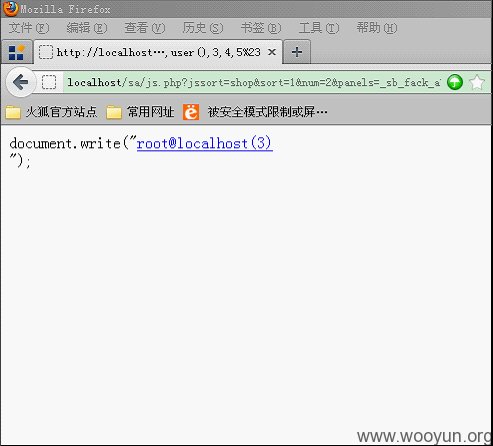 Mozilla Firefox
文件(F) 编辑(E) 查看(V) 历史(S) 书签(B) 工具(T) 帮助(H)
http://localhost…,user(),3,4,5%23
localhost/sa/js.php?jssort=shop&sort=1&num=2&panels=_sb_fack_a
火狐官方站点 常用网址 被安全模式限制或屏…
document.write("root@localhost(3)
");
www.wooyun.org